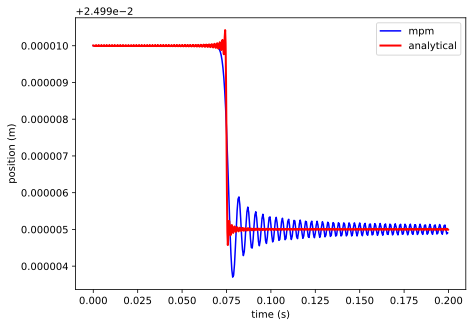 +2.499e−2
mpm
analytical
0.000010
0.000009
0.000008
0.000007
0.000006
0.000005
0.000004
position (m)
0.000 0.025 0.050 0.075 0.100 0.125 0.150 0.175 0.200
time (s)